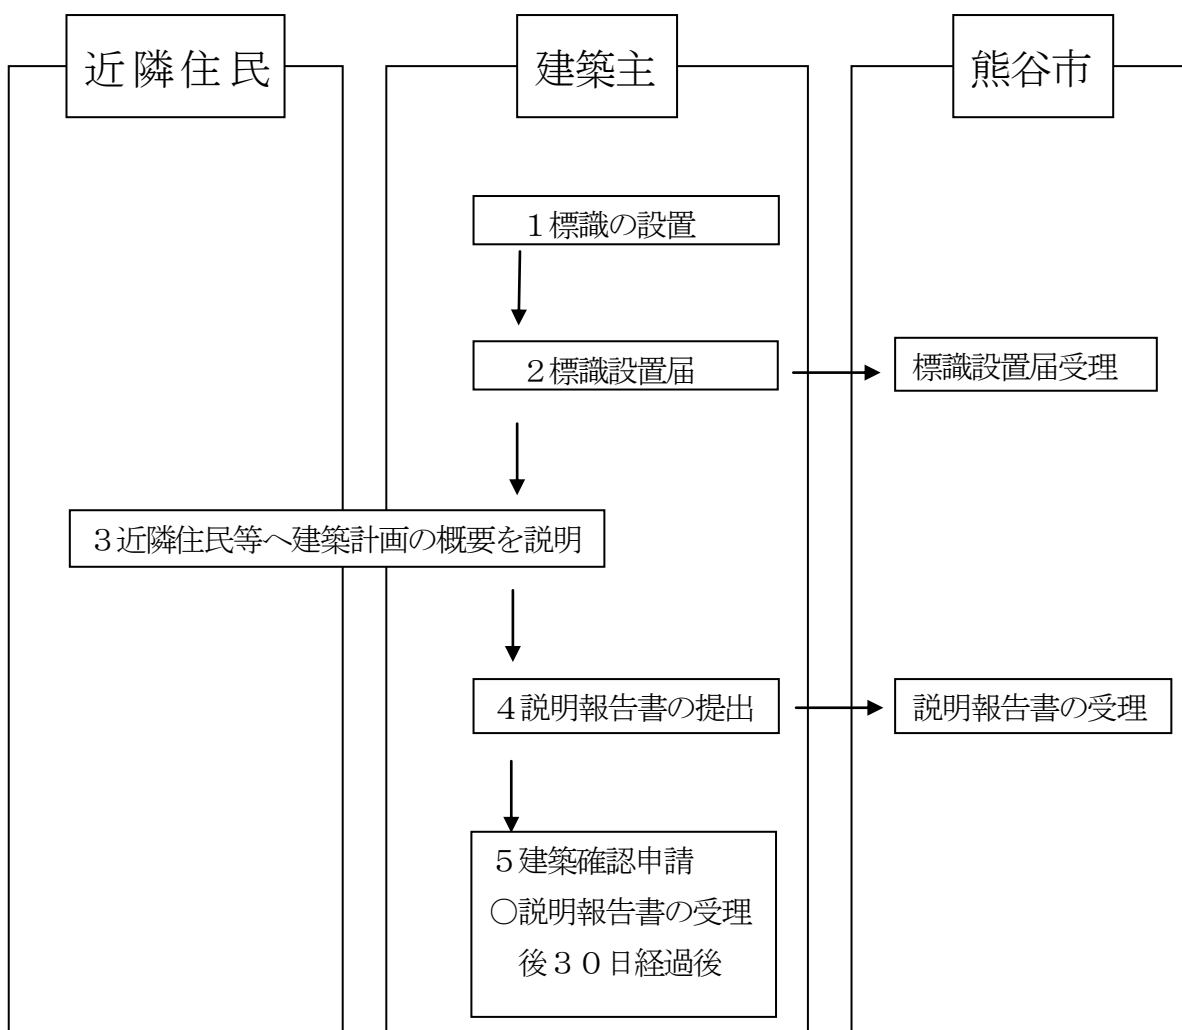 近隣住民
建築主
熊谷市
１標識の設置
２標識設置届
標識設置届受理
３近隣住民等へ建築計画の概要を説明
４説明報告書の提出
説明報告書の受理
５建築確認申請
○説明報告書の受理
後３０日経過後